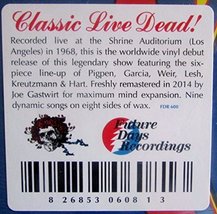 Classic Live Dead!
Recorded live at the Shrine Auditorium (Los
Angeles) in 1968, this is the worldwide vinyl debut
release of this legendary show featuring the six-
piece line-up of Pigpen, Garcia, Weir, Lesh,
Kreutzmann & Hart. Freshly remastered in 2014 by
Joe Gastwirt for maximum mind expansion. Nine
dynamic songs on eight sides of wax.
FDR 608
Future
Days
Recordings
8 26853 06081 3